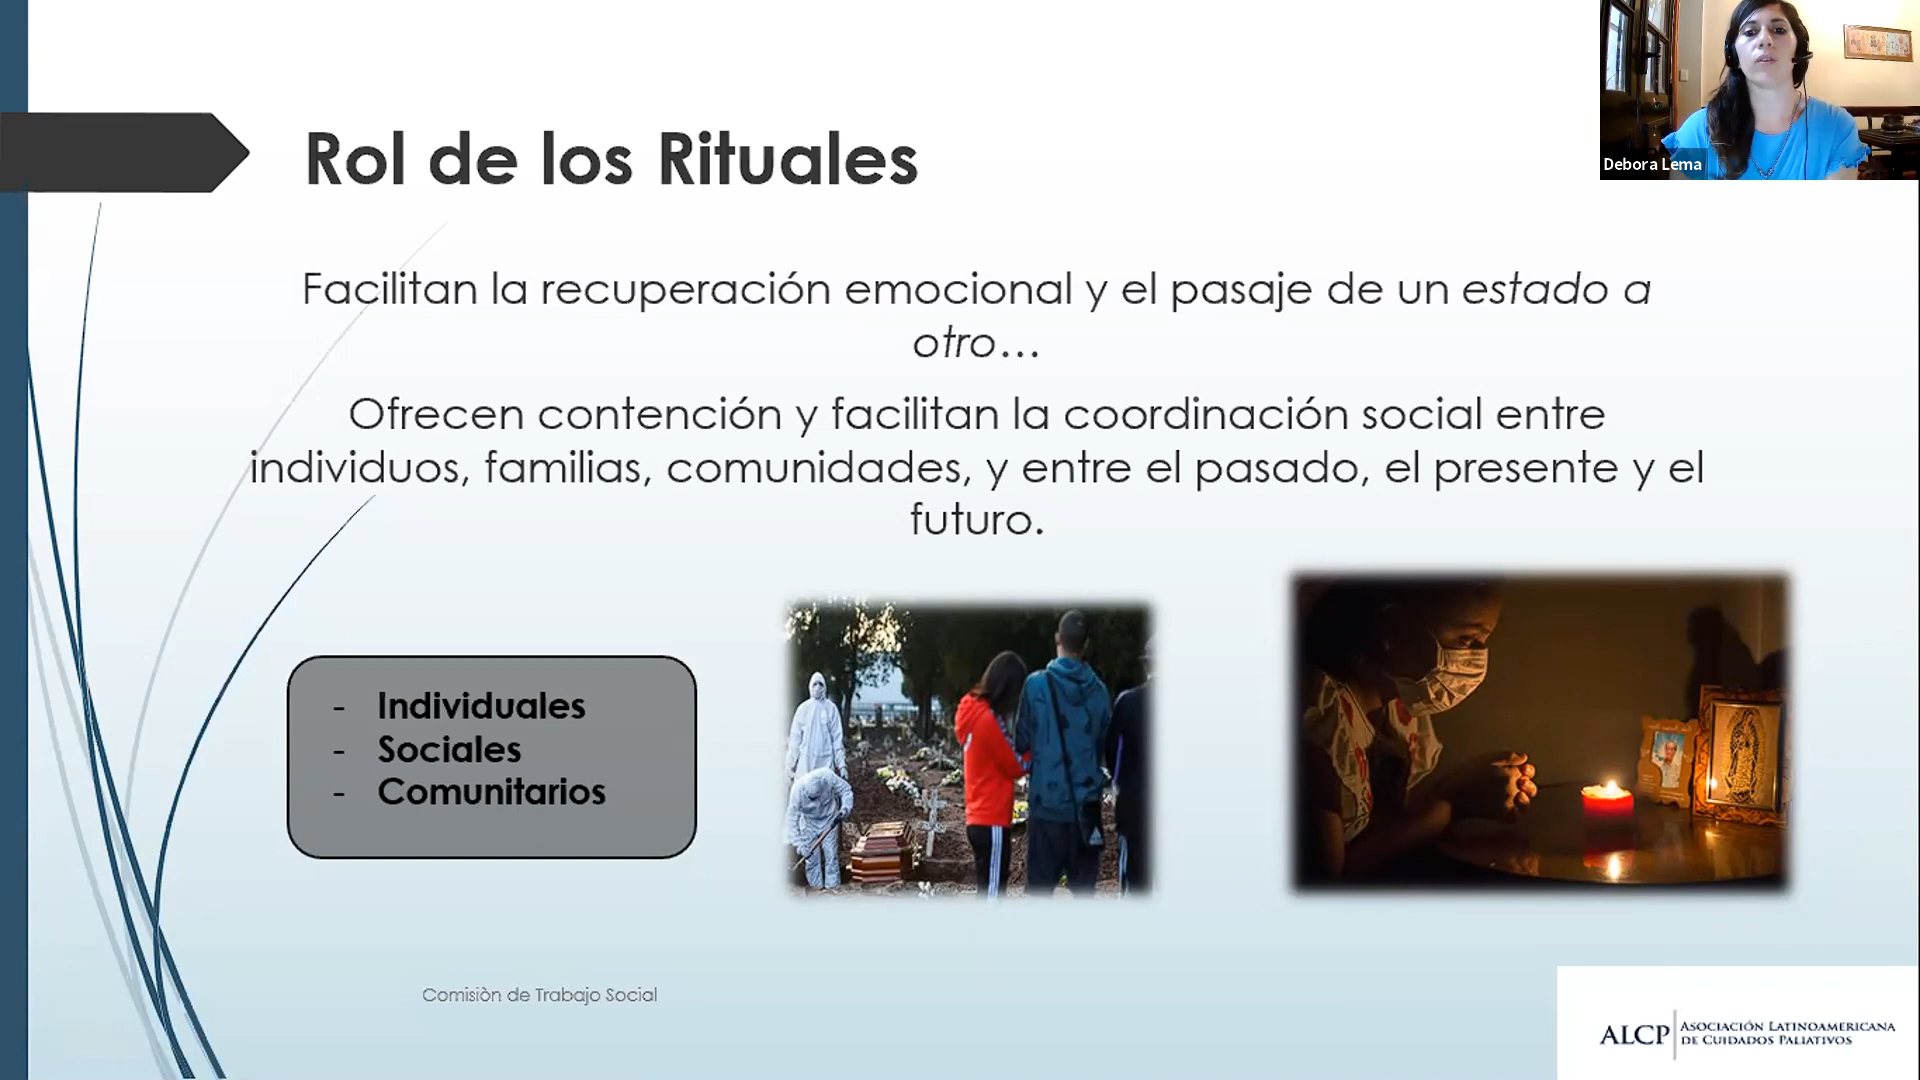 Debora Lema
Rol de los Rituales
Facilitan la recuperación emocional y el pasaje de un estado a
otro...
Ofrecen contención y facilitan la coordinación social entre
individuos, familias, comunidades, y entre el pasado, el presente y el
futuro.
- Individuales
- Sociales
- Comunitarios
Comisiòn de Trabajo Social
ALCP
ASOCIACIÓN LATINOAMERICANA
DE CUIDADOS PALIATIVOS